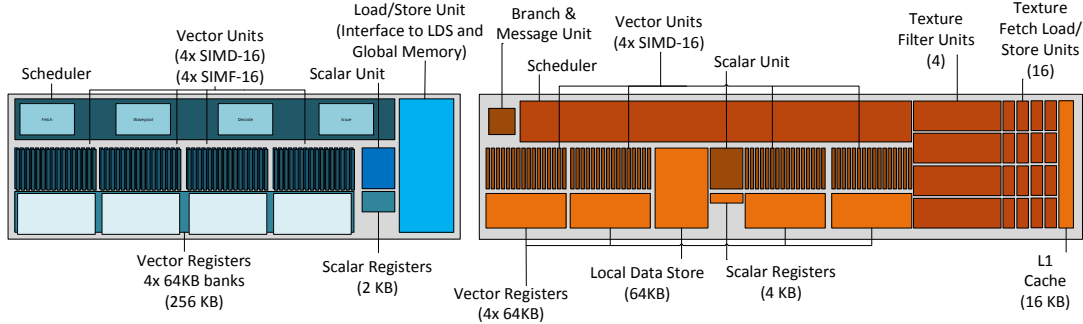 Scheduler
Vector Units
(4x SIMD-16)
(4x SIMF-16)
Load/Store Unit
(Interface to LDS and
Global Memory)
Scalar Unit
Fetch
Wavepool
Decode
Issue
Vector Registers
4x 64KB banks
(256 KB)
Scalar Registers
(2 KB)
Branch &
Message Unit
Scheduler
Vector Units
(4x SIMD-16)
Scalar Unit
Texture
Filter Units
(4)
Texture
Fetch Load/
Store Units
(16)
Vector Registers
(4x 64KB)
Local Data Store
(64KB)
Scalar Registers
(4 KB)
L1
Cache
(16 KB)